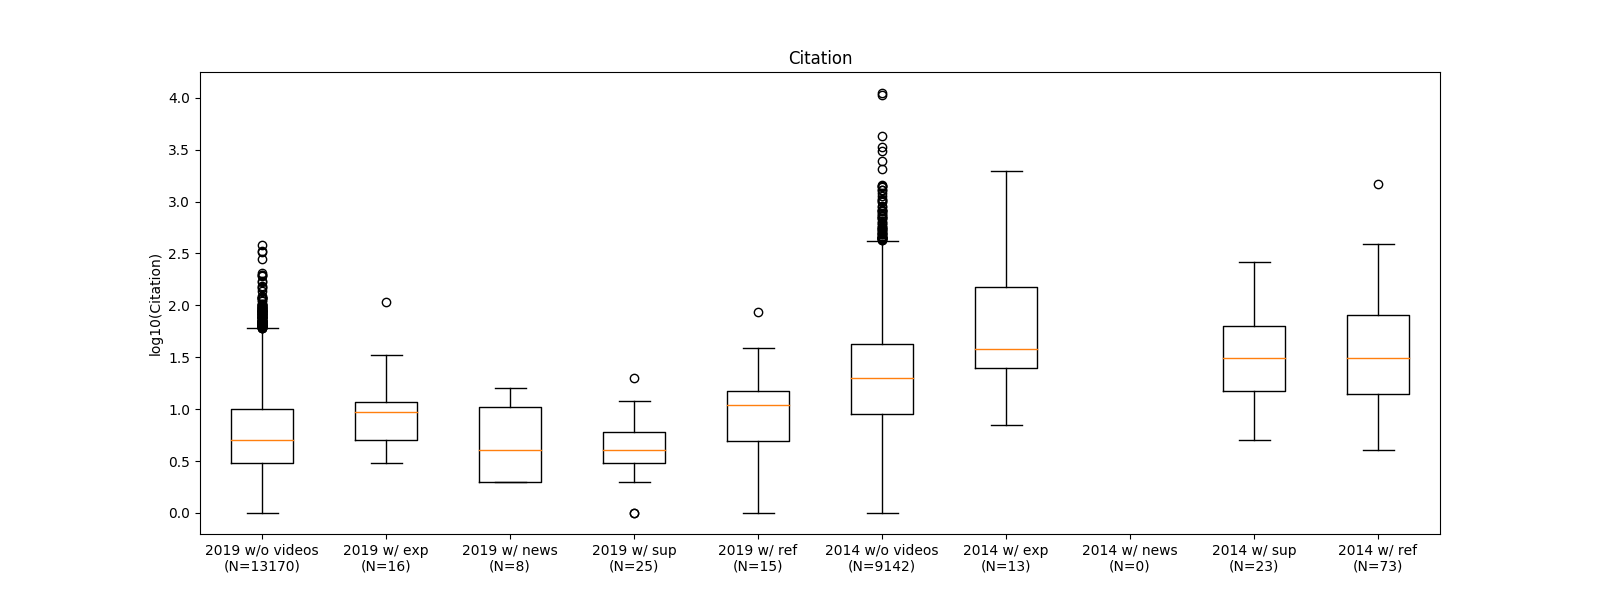 Citation
4.0
3.5
3.0
2.5
2.0
1.5
1.0
0.5
0.0
log10(Citation)
2019 w/o videos
(N=13170)
2019 w/ exp
(N=16)
2019 w/ news
(N=8)
2019 w/ sup
(N=25)
2019 w/ ref
(N=15)
2014 w/o videos
(N=9142)
2014 w/ exp
(N=13)
2014 w/ news
(N=0)
2014 w/ sup
(N=23)
2014 w/ ref
(N=73)